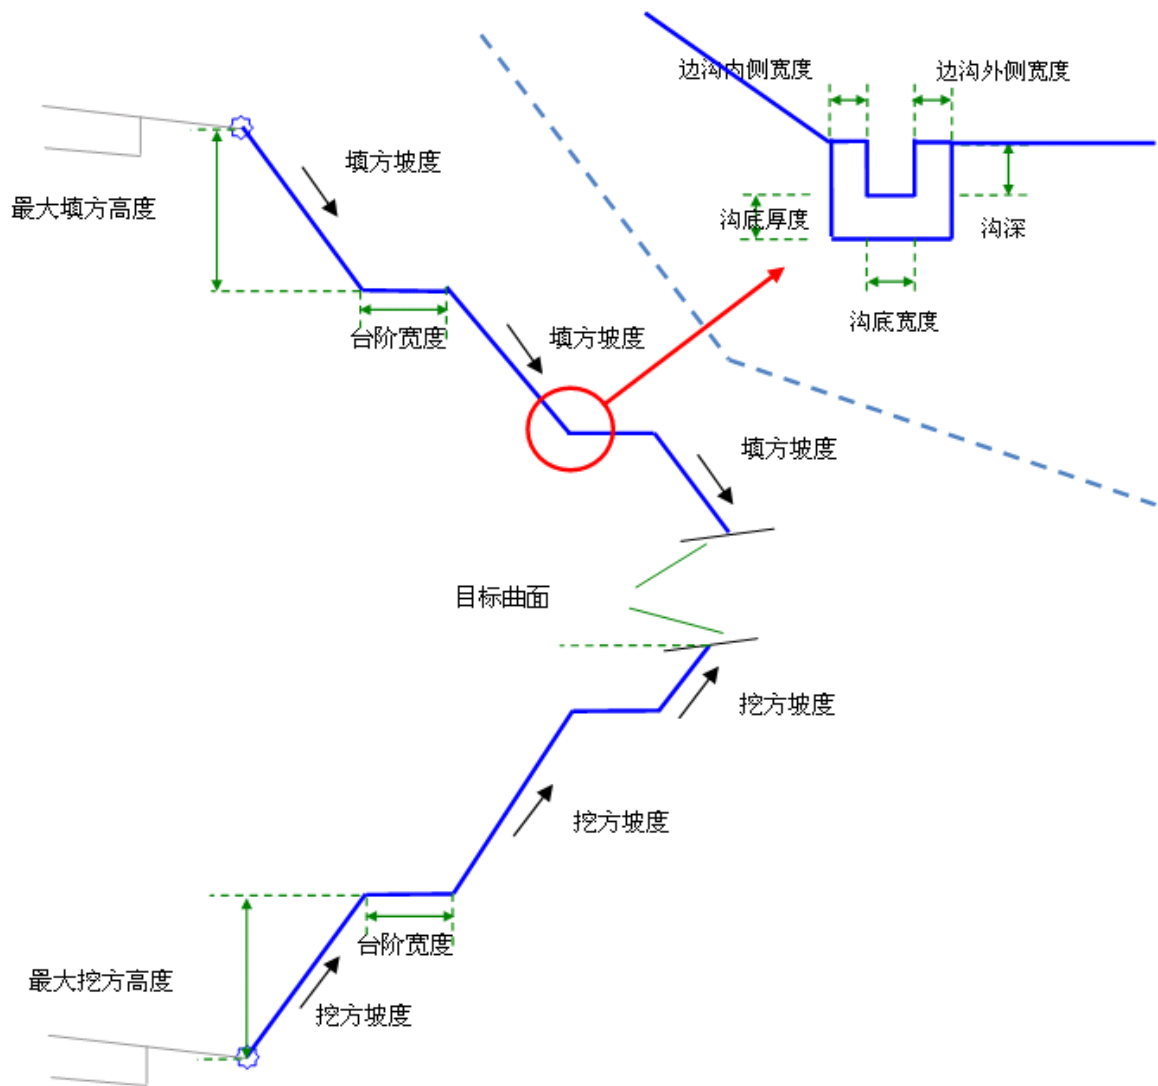 边沟内侧宽度
边沟外侧宽度
填方坡度
最大填方高度
沟底厚度
沟深
沟底宽度
台阶宽度
填方坡度
填方坡度
目标曲面
挖方坡度
挖方坡度
台阶宽度
最大挖方高度
挖方坡度